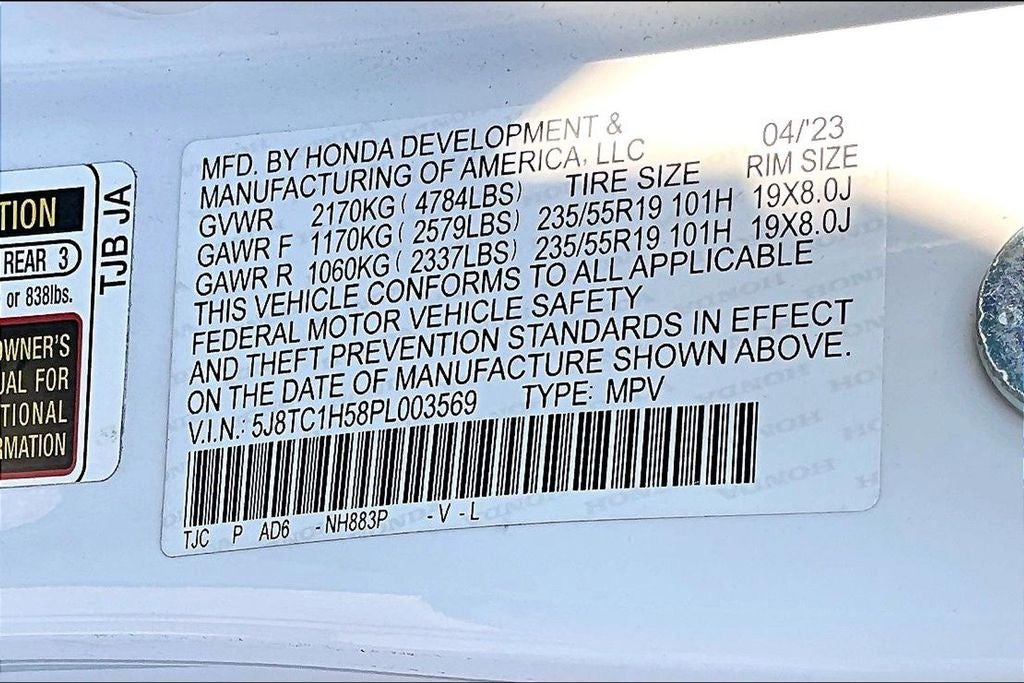 TION
REAR 3
or 838lbs.
OWNER'S
UAL FOR
TIONAL
RMATION
TJB JA
MFD. BY HONDA DEVELOPMENT & 04/'23
MANUFACTURING OF AMERICA, LLC RIM SIZE
GVWR 2170KG ( 4784LBS) TIRE SIZE
GAWR F 1170KG ( 2579LBS) 235/55R19 101H 19X8.0J
GAWR R 1060KG ( 2337LBS) 235/55R19 101H 19X8.0J
THIS VEHICLE CONFORMS TO ALL APPLICABLE
FEDERAL MOTOR VEHICLE SAFETY
AND THEFT PREVENTION STANDARDS IN EFFECT
ON THE DATE OF MANUFACTURE SHOWN ABOVE.
V.I.N.: 5J8TC1H58PL003569 TYPE: MPV
TJC P AD6 -NH883P -V-L